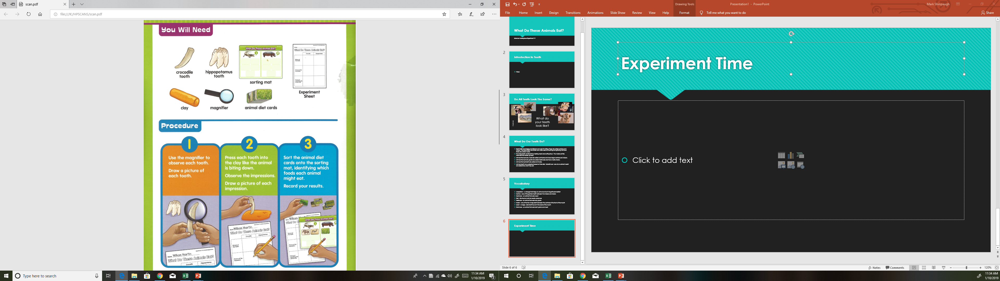 scan.pdf
file:///K:/HPSCANS/scan.pdf
You Will Need
crocodile
tooth
hippopotamus
tooth
What Do These Animals Eat?
sorting mat
What Do These Animals Eat?
Crocodile Hippopotamus
Experiment
Sheet
clay
magnifier
animal diet cards
Procedure
1
Use the magnifier to
observe each tooth.
Draw a picture of
each tooth.
2
Press each tooth into
the clay like the animal
is biting down.
Observe the impressions.
Draw a picture of each
impression.
3
Sort the animal diet
cards onto the sorting
mat, identifying which
foods each animal
might eat.
Record your results.
Name William Martin
What Do These Animals Eat?
Crocodile Hippopotamus
Name William Martin
What Do These Animals Eat?
Crocodile Hippopotamus
What Do These Animals Eat?
Type here to search
11:34 AM
1/10/2019
2
Drawing Tools
Presentation1 - PowerPoint
Mark Shinpaugh
File Home Insert Design Transitions Animations Slide Show Review View Help Format Tell me what you want to do
Share
What Do These Animals Eat?
2
Introduction to Teeth
Video
3
Do All Teeth Look The Same?
What do
your teeth
look like?
4
What Do Our Teeth Do?
5
Vocabulary
6
Experiment Time
Experiment Time
Click to add text
Slide 6 of 6
Notes
Comments
120%
11:34 AM
1/10/2019